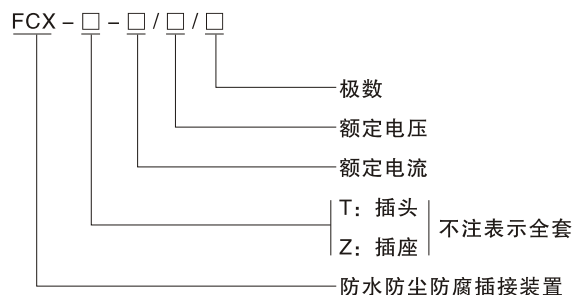 FCX-□-□/□/□
极数
额定电压
额定电流
T：插头
Z：插座
不注表示全套
防水防尘防腐插接装置